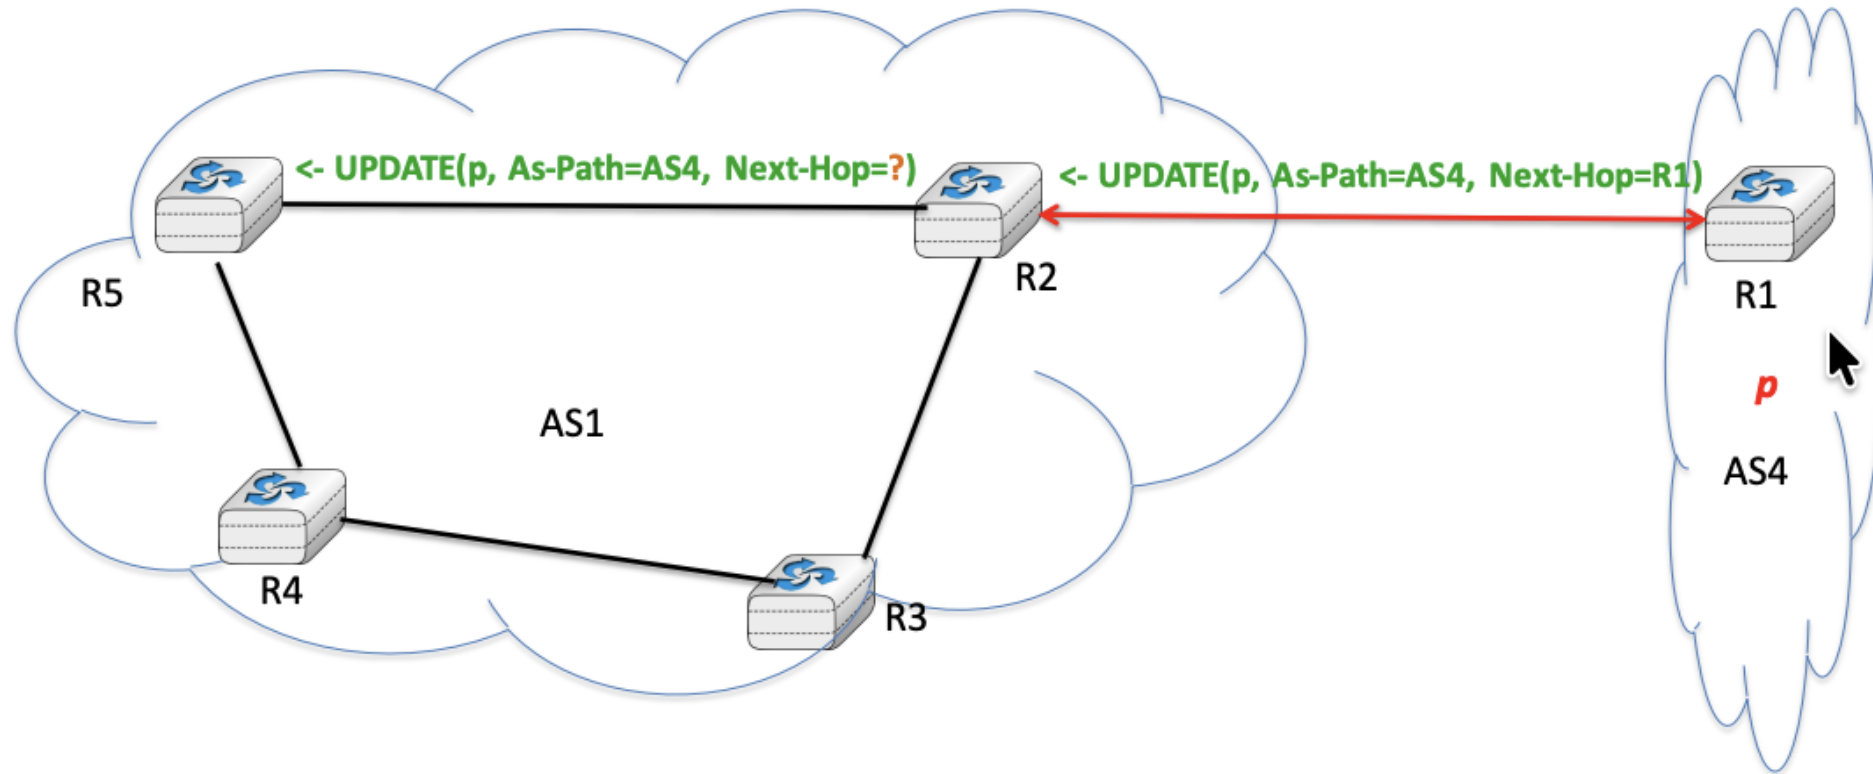 <- UPDATE(p, As-Path=AS4, Next-Hop=?)
<- UPDATE(p, As-Path=AS4, Next-Hop=R1)
R5
R2
R1
p
AS1
AS4
R4
R3